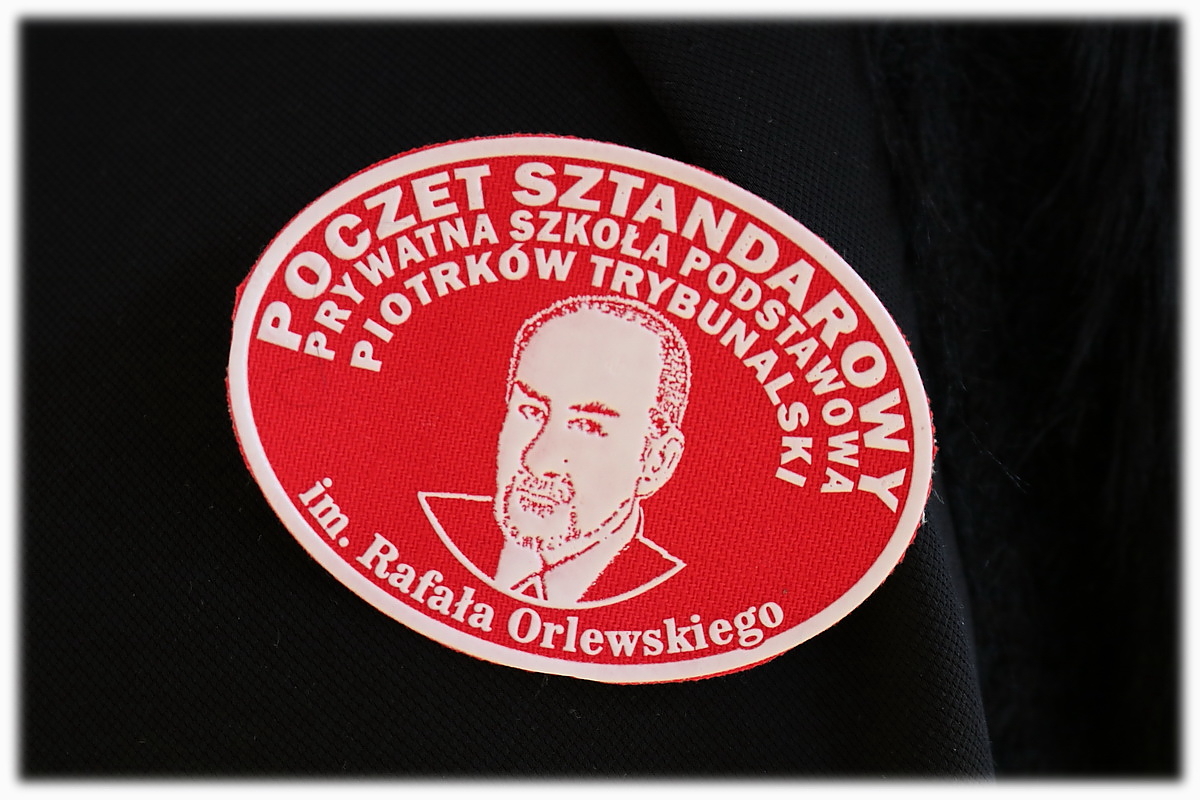 POCZET SZTANDAROWY
PRYWATNA SZKOŁA PODSTAWOWA
PIOTRKÓW TRYBUNALSKI
im. Rafała Orlewskiego